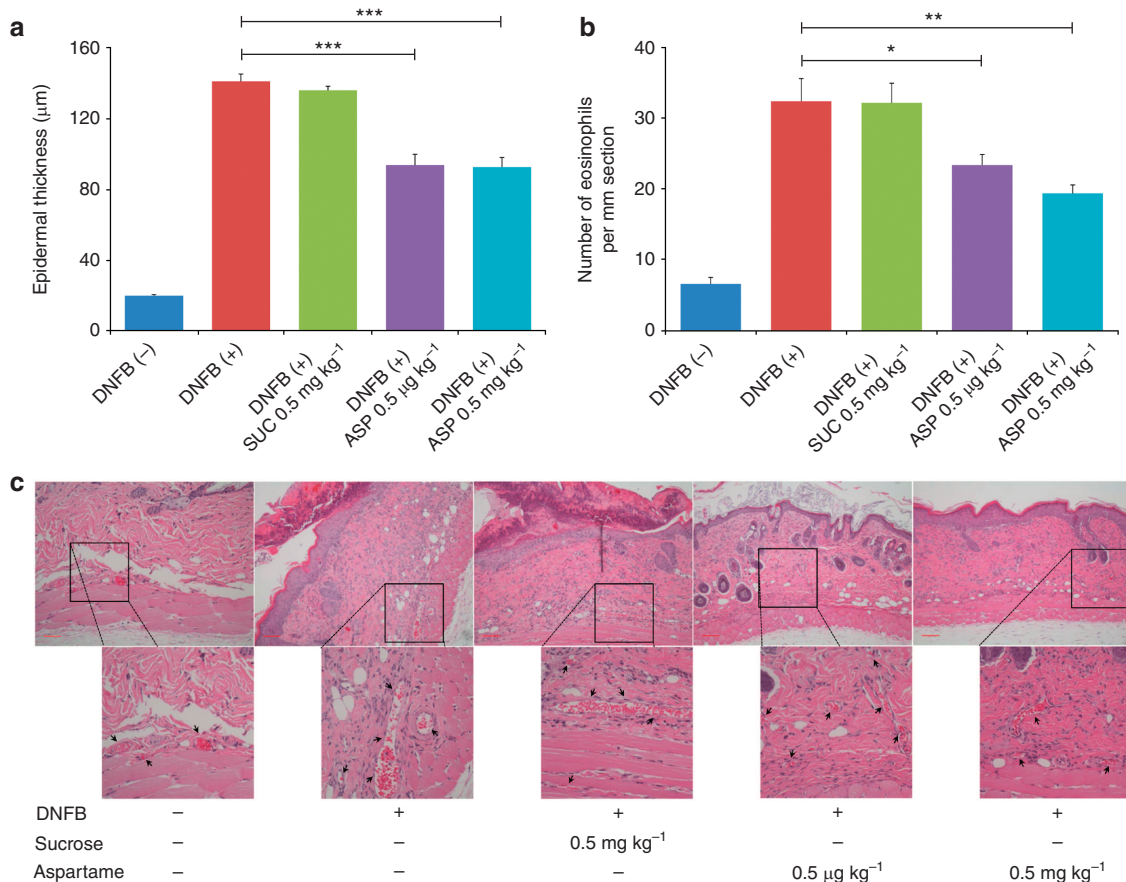 a
***
***
Epidermal thickness (μm)
160
120
80
40
0
DNFB (−)
DNFB (+)
DNFB (+)
SUC 0.5 mg kg⁻¹
DNFB (+)
ASP 0.5 μg kg⁻¹
DNFB (+)
ASP 0.5 mg kg⁻¹
b
**
*
Number of eosinophils
per mm section
40
30
20
10
0
DNFB (−)
DNFB (+)
DNFB (+)
SUC 0.5 mg kg⁻¹
DNFB (+)
ASP 0.5 μg kg⁻¹
DNFB (+)
ASP 0.5 mg kg⁻¹
c
DNFB − + + + +
Sucrose − − 0.5 mg kg⁻¹ − −
Aspartame − − − 0.5 μg kg⁻¹ 0.5 mg kg⁻¹